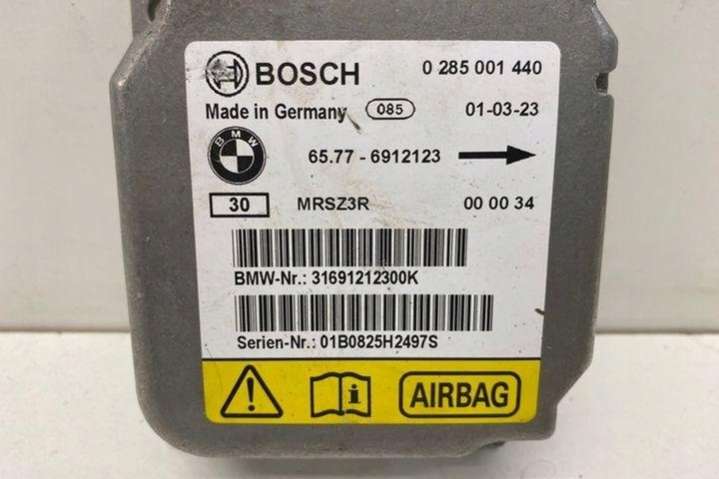 BOSCH 0 285 001 440
Made in Germany 085 01-03-23
BMW 65.77 - 6912123
30 MRSZ3R 00 00 34
BMW-Nr.: 31691212300K
Serien-Nr.: 01B0825H2497S
AIRBAG